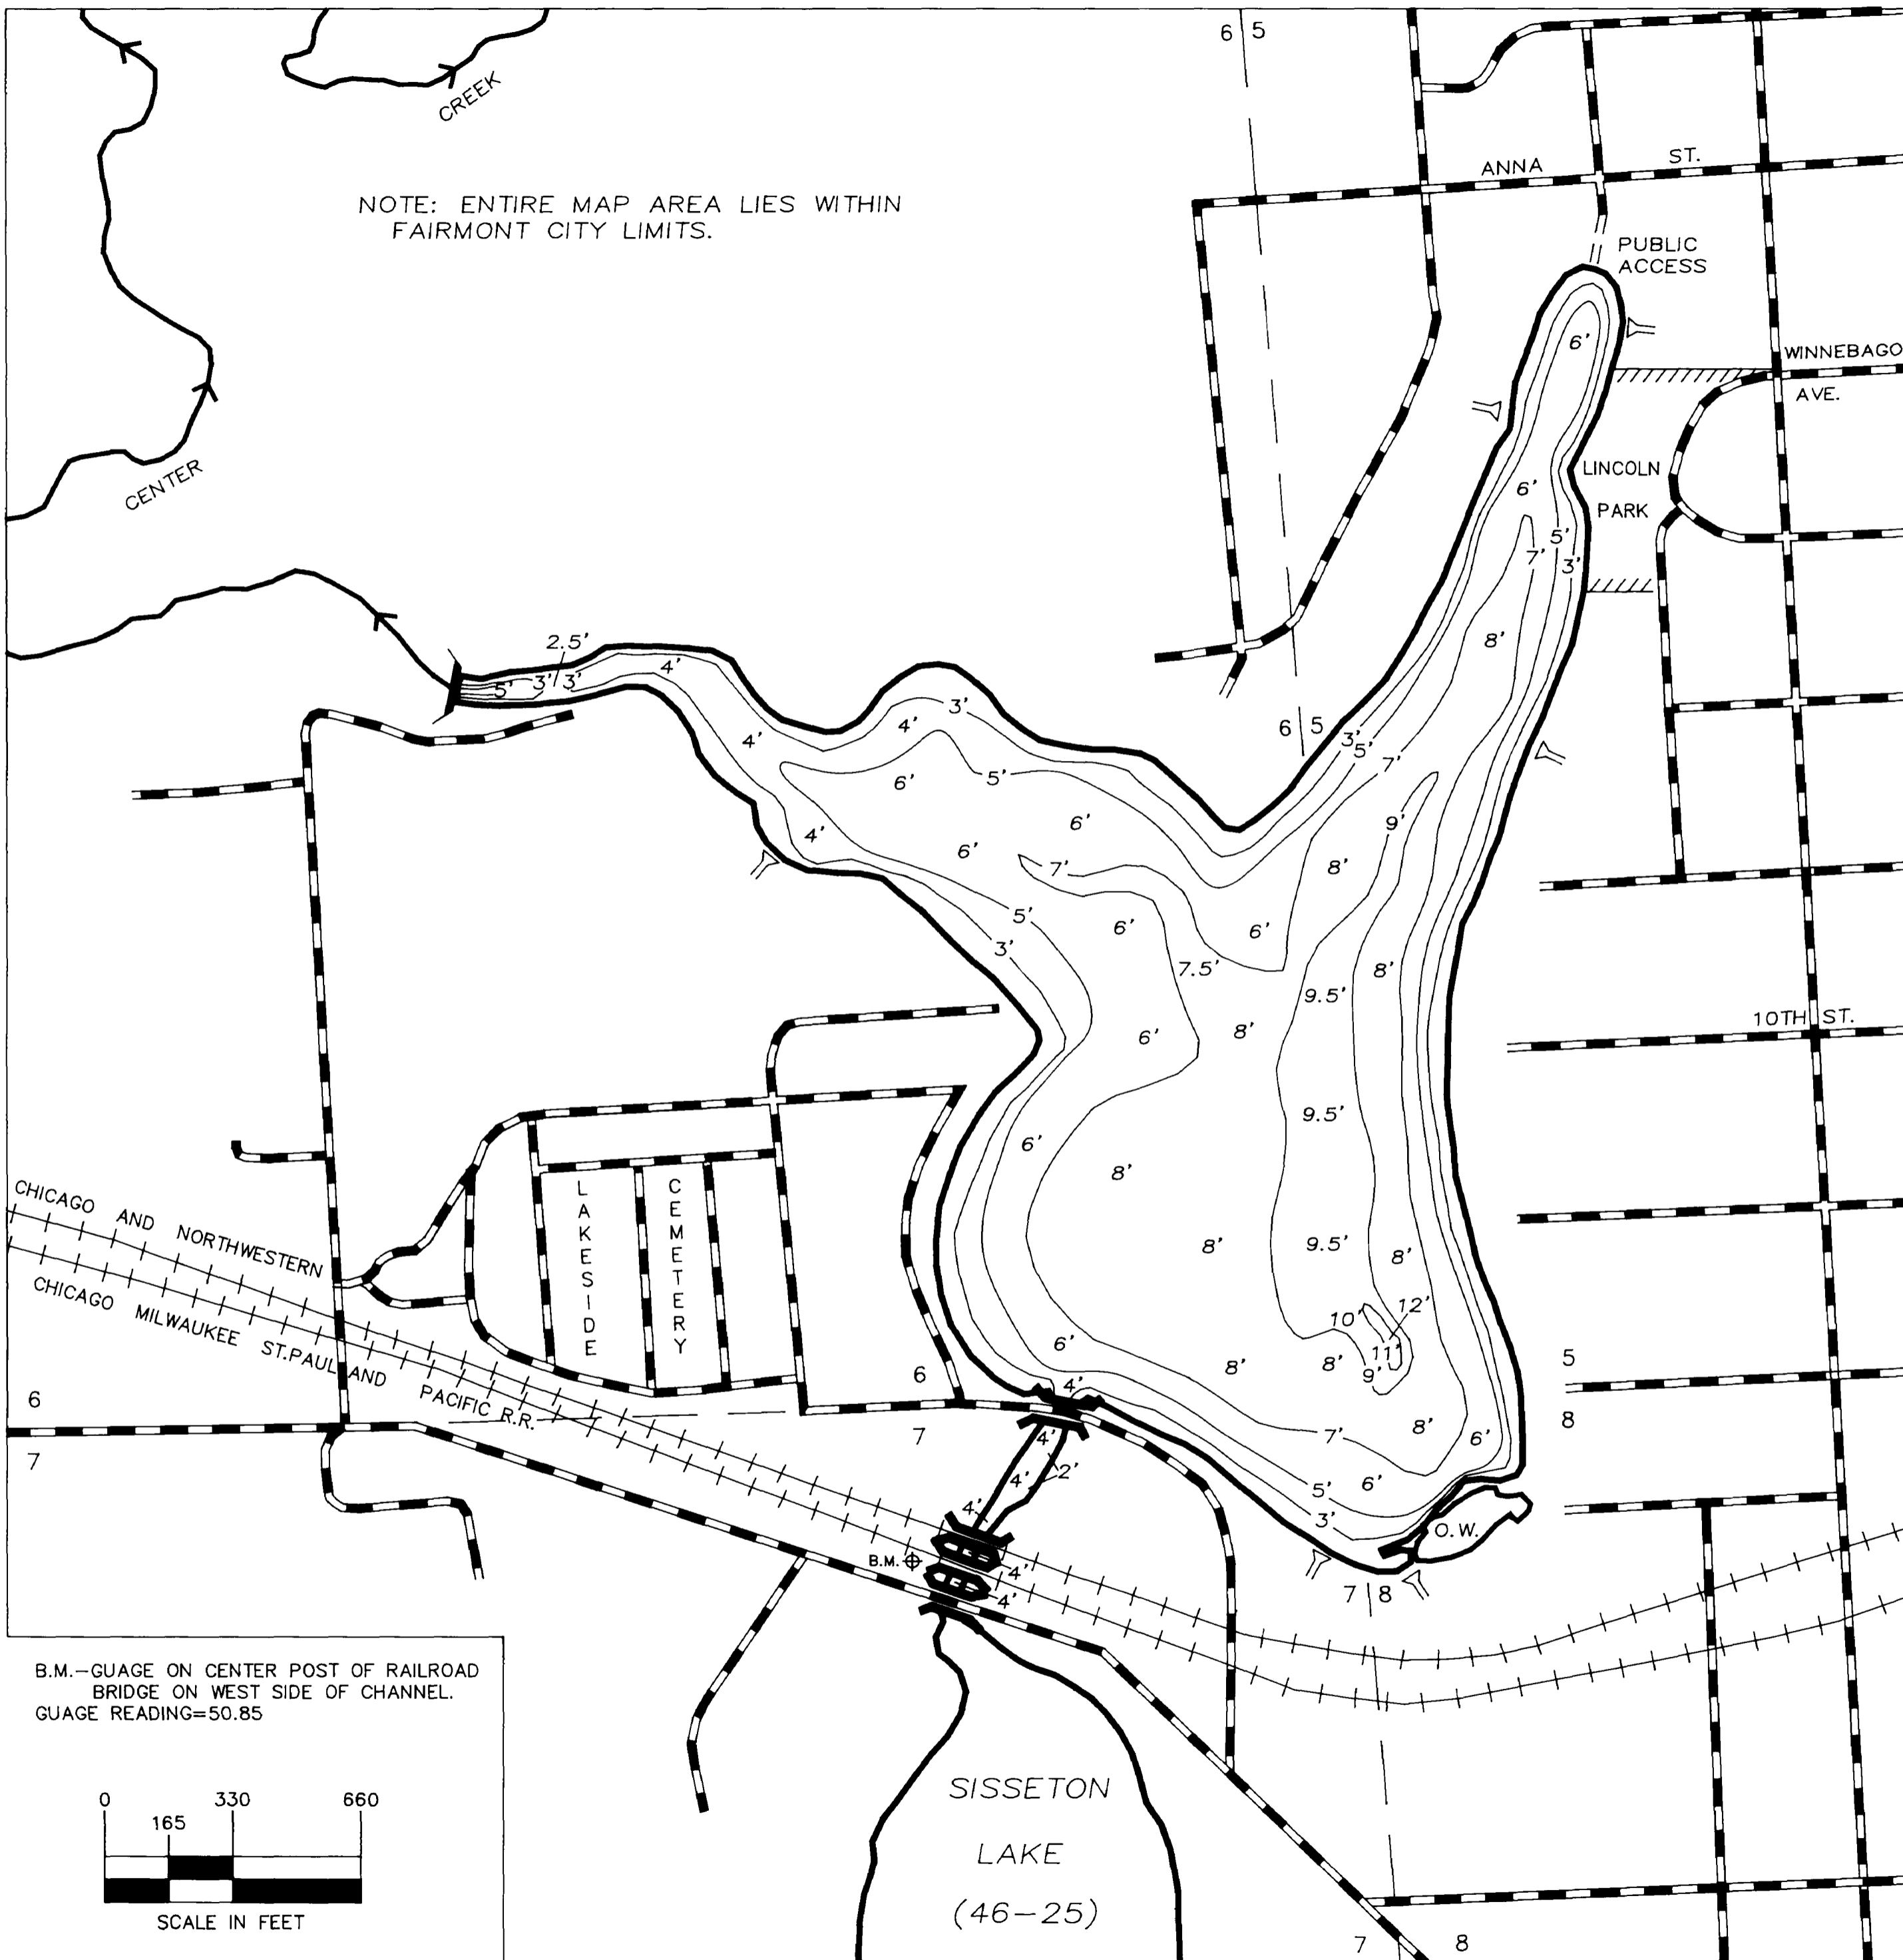 6 5
CREEK
ANNA ST.
NOTE: ENTIRE MAP AREA LIES WITHIN
FAIRMONT CITY LIMITS.
PUBLIC
ACCESS
6'
WINNEBAGO
AVE.
CENTER
LINCOLN
PARK
6'
5'
7'
3'
2.5'
8'
4'
5'
3'
3'
3'
4'
4'
6 5
3'
5'
7'
5'
6'
6'
9'
4'
6'
7'
8'
5'
6'
6'
3'
7.5'
8'
9.5'
10TH ST.
6'
8'
9.5'
6'
8'
LAKESIDE
CEMETERY
CHICAGO AND NORTHWESTERN
8'
9.5'
8'
CHICAGO MILWAUKEE ST.PAUL AND PACIFIC R.R.
10'
12'
6'
11'
8'
8'
9'
5
6
6
4'
8
7
7
8'
7'
6'
4'
2'
4'
5'
6'
4'
3'
O.W.
B.M.
4'
4'
7 8
B.M.-GUAGE ON CENTER POST OF RAILROAD
BRIDGE ON WEST SIDE OF CHANNEL.
GUAGE READING=50.85
SISSETON
LAKE
(46-25)
0 330 660
165
SCALE IN FEET
7 8